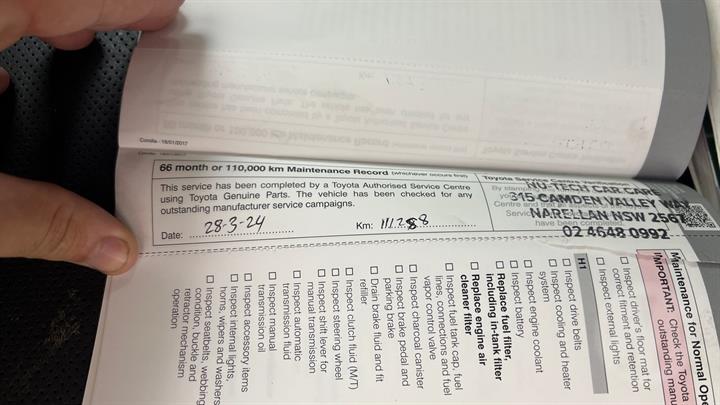 Corolla - 18/01/2017
66 month or 110,000 km Maintenance Record (whichever occurs first)
This service has been completed by a Toyota Authorised Service Centre
using Toyota Genuine Parts. The vehicle has been checked for any
outstanding manufacturer service campaigns.
Date: 28-3-24 Km: 111288
Toyota Service Centre
By stamp
NU-TECH CAR CARE
315 CAMDEN VALLEY WAY
NARELLAN NSW 2567
have been complete
02 4648 0992
Maintenance for Normal Ope
IMPORTANT: Check the Toyota
outstanding manu
☐ Inspect driver's floor mat for
correct fitment and retention
☐ Inspect external lights
H1
☐ Inspect drive belts
☐ Inspect cooling and heater
system
☐ Inspect engine coolant
☐ Inspect battery
☐ Replace fuel filter,
including in-tank filter
☐ Replace engine air
cleaner filter
☐ Inspect fuel tank cap, fuel
lines, connections and fuel
vapor control valve
☐ Inspect charcoal canister
☐ Inspect brake pedal and
parking brake
☐ Drain brake fluid and fit
refiller
☐ Inspect clutch fluid (M/T)
☐ Inspect steering wheel
☐ Inspect shift lever for
manual transmission
☐ Inspect automatic
transmission fluid
☐ Inspect manual
transmission oil
☐ Inspect accessory items
☐ Inspect internal lights,
horns, wipers and washers
☐ Inspect seatbelts, webbing
condition, buckle and
retractor mechanism
operation